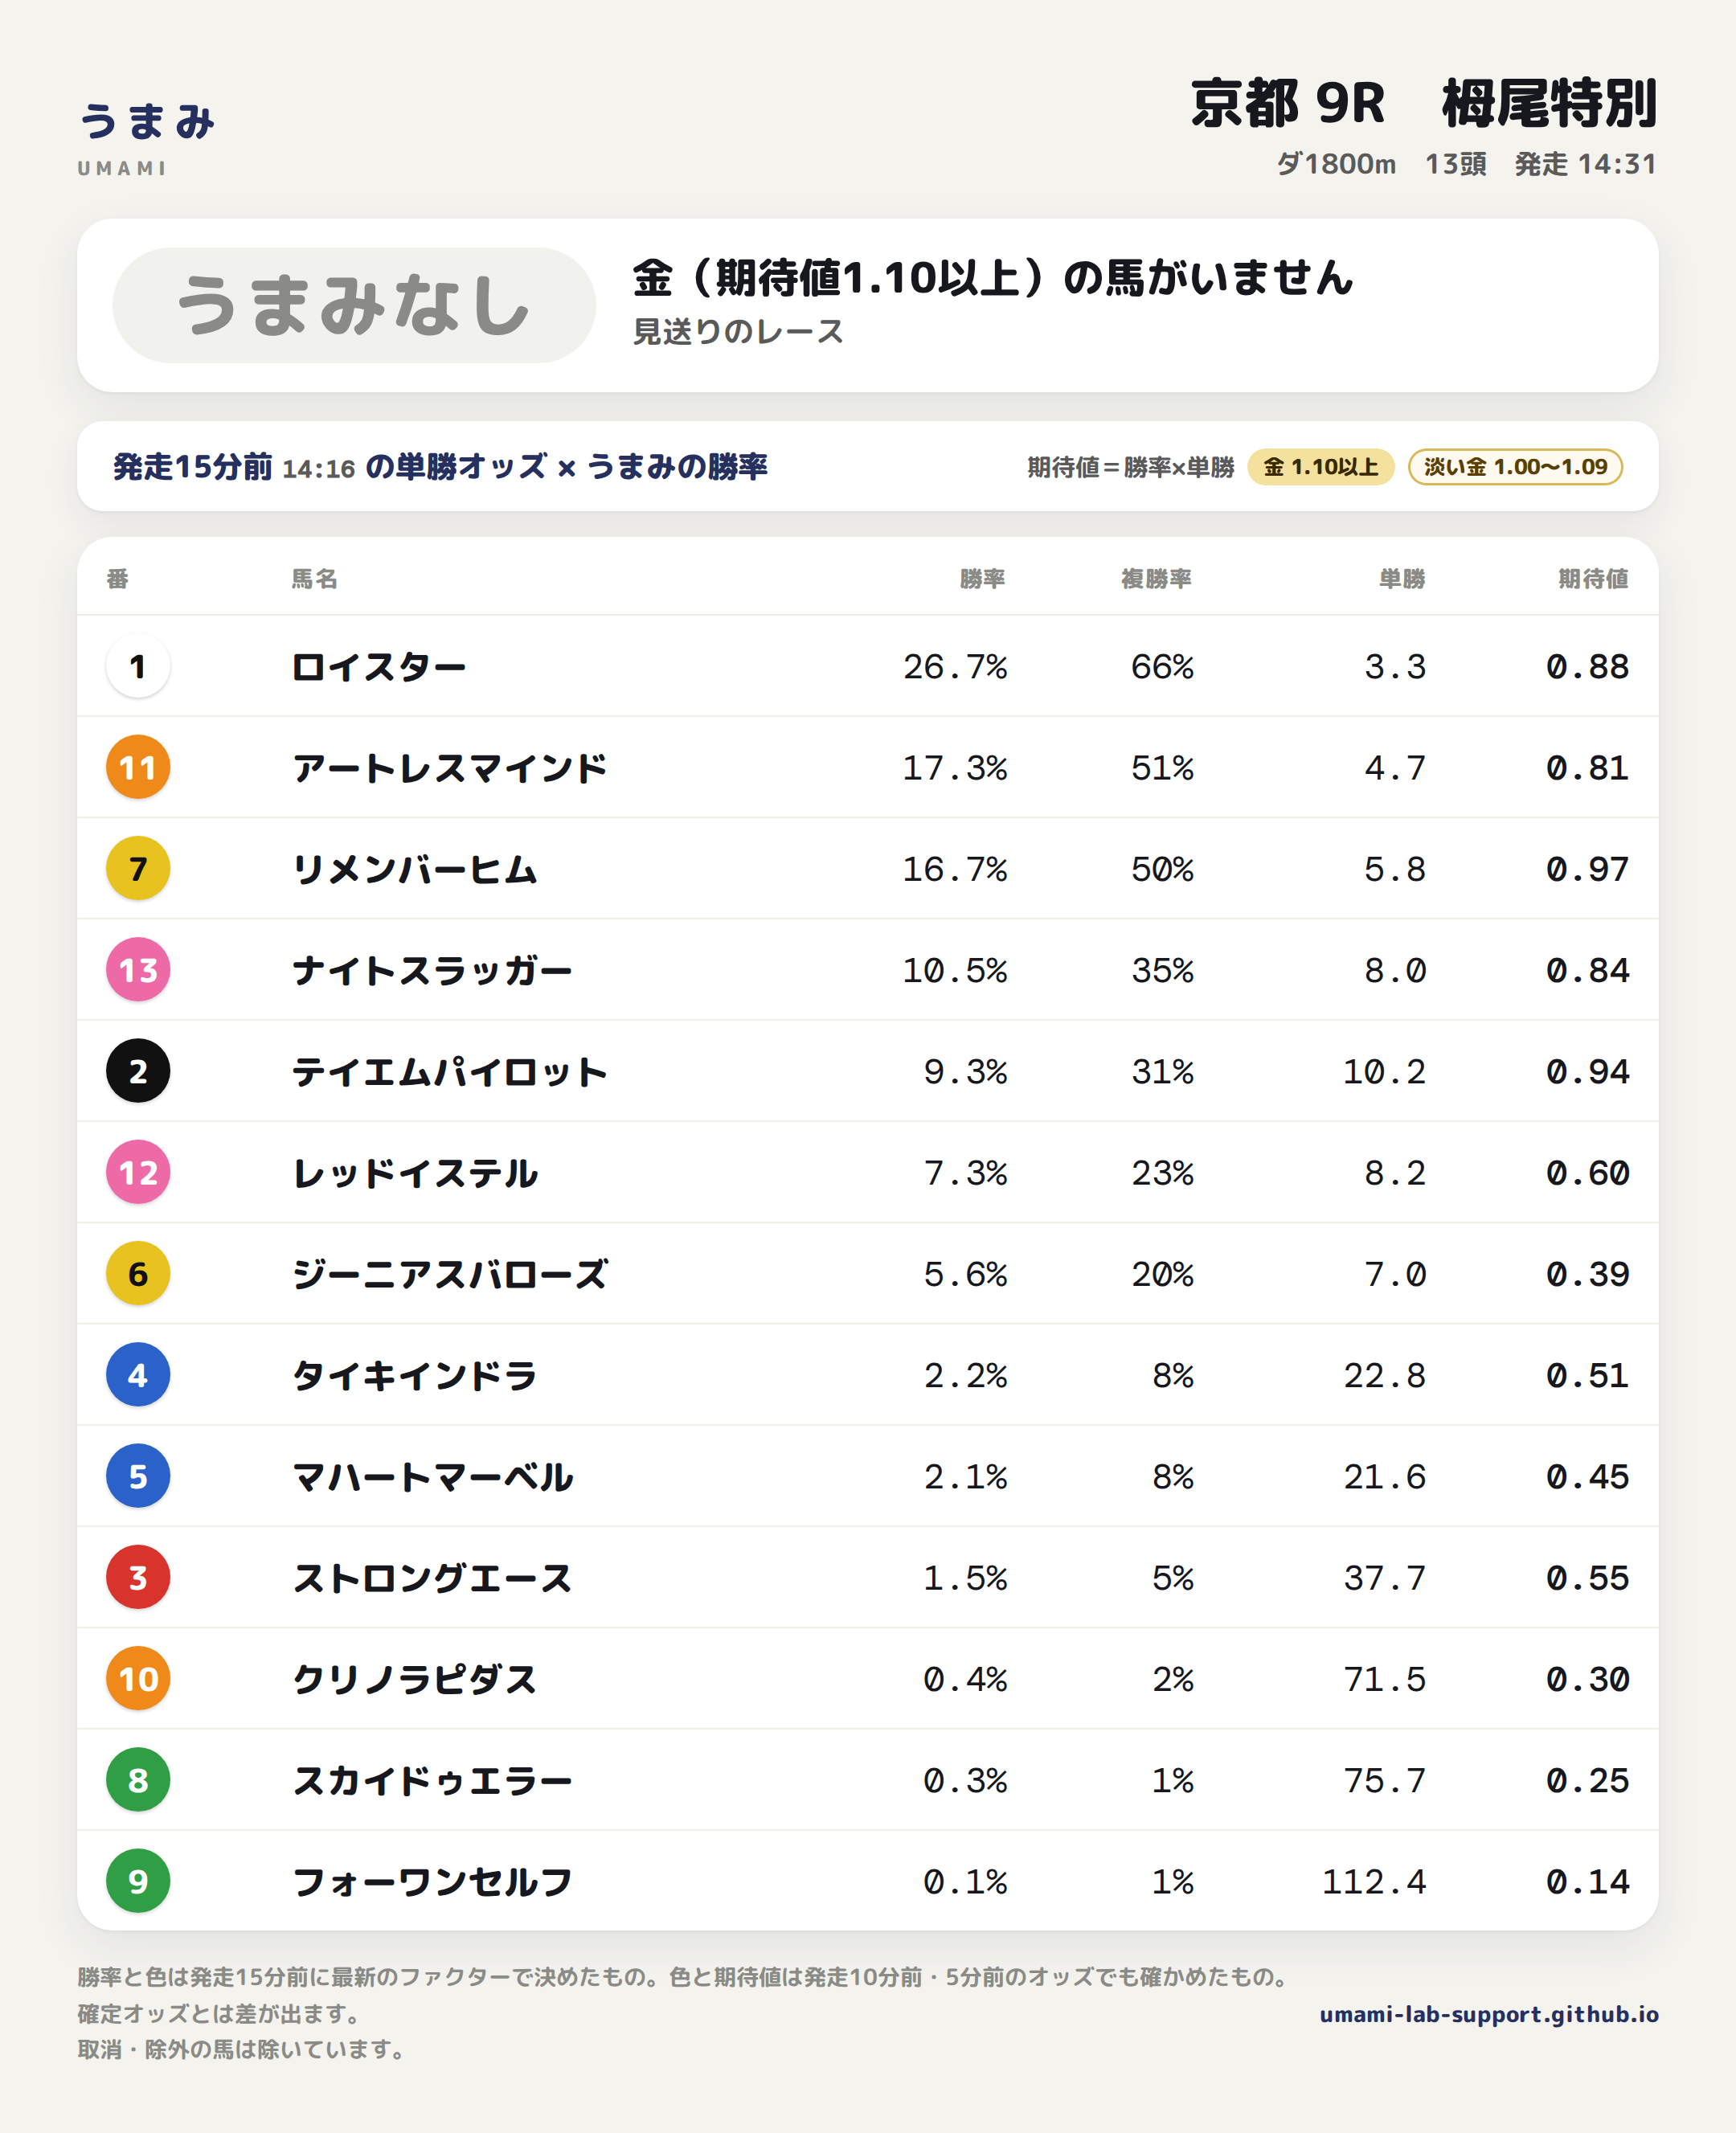 うまみ
UMAMI
京都 9R 栂尾特別
ダ1800m 13頭 発走 14:31
うまみなし
金（期待値1.10以上）の馬がいません
見送りのレース
発走15分前 14:16 の単勝オッズ × うまみの勝率
期待値＝勝率×単勝 金 1.10以上 淡い金 1.00〜1.09
番 馬名 勝率 複勝率 単勝 期待値
1 ロイスター 26.7% 66% 3.3 0.88
11 アートレスマインド 17.3% 51% 4.7 0.81
7 リメンバーヒム 16.7% 50% 5.8 0.97
13 ナイトスラッガー 10.5% 35% 8.0 0.84
2 テイエムパイロット 9.3% 31% 10.2 0.94
12 レッドイステル 7.3% 23% 8.2 0.60
6 ジーニアスバローズ 5.6% 20% 7.0 0.39
4 タイキインドラ 2.2% 8% 22.8 0.51
5 マハートマーベル 2.1% 8% 21.6 0.45
3 ストロングエース 1.5% 5% 37.7 0.55
10 クリノラピダス 0.4% 2% 71.5 0.30
8 スカイドゥエラー 0.3% 1% 75.7 0.25
9 フォーワンセルフ 0.1% 1% 112.4 0.14
勝率と色は発走15分前に最新のファクターで決めたもの。色と期待値は発走10分前・5分前のオッズでも確かめたもの。
確定オッズとは差が出ます。
取消・除外の馬は除いています。
umami-lab-support.github.io